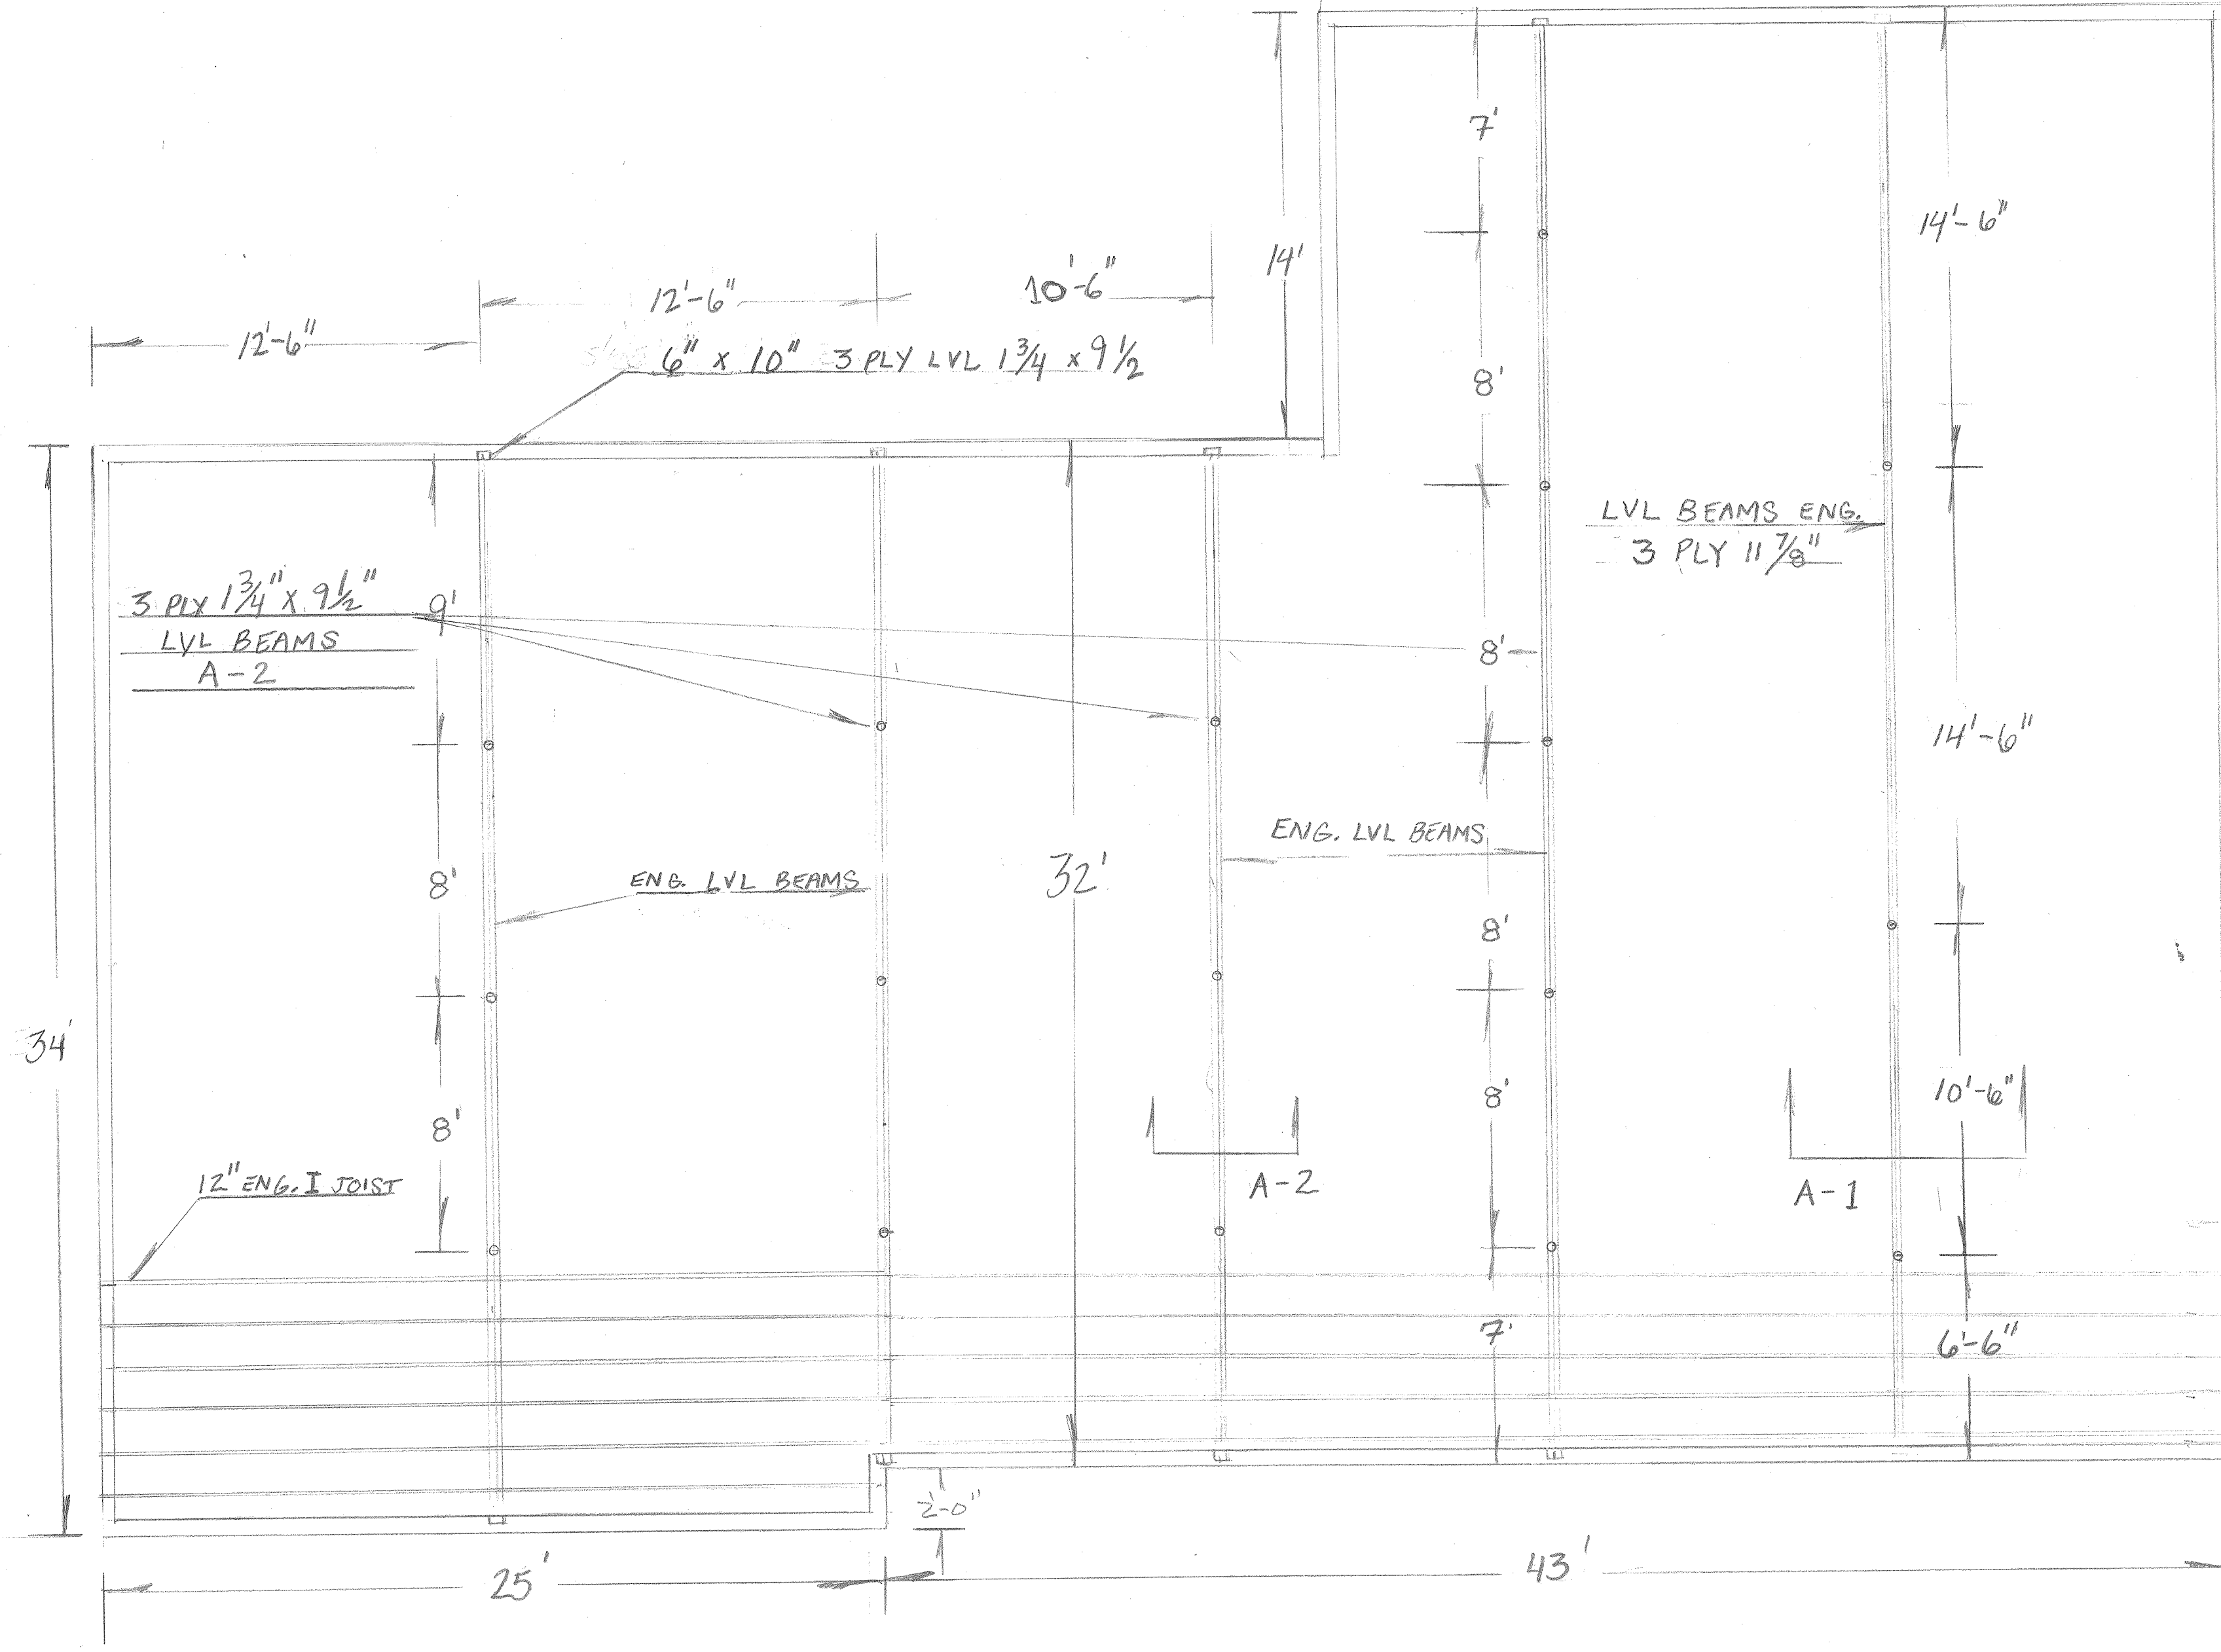 7'
14'-6"
14'
12'-6"
10'-6"
12'-6"
6" x 10" 3 PLY LVL 1 3/4 x 9 1/2
8'
LVL BEAMS ENG.
3 PLY 11 7/8"
3 PLY 1 3/4" X 9 1/2"
LVL BEAMS
A-2
9'
8'
14'-6"
ENG. LVL BEAMS
32'
ENG. LVL BEAMS
8'
8'
34'
8'
8'
10'-6"
12" ENG. I JOIST
A-2
A-1
7'
6'-6"
2'-0"
25'
43'